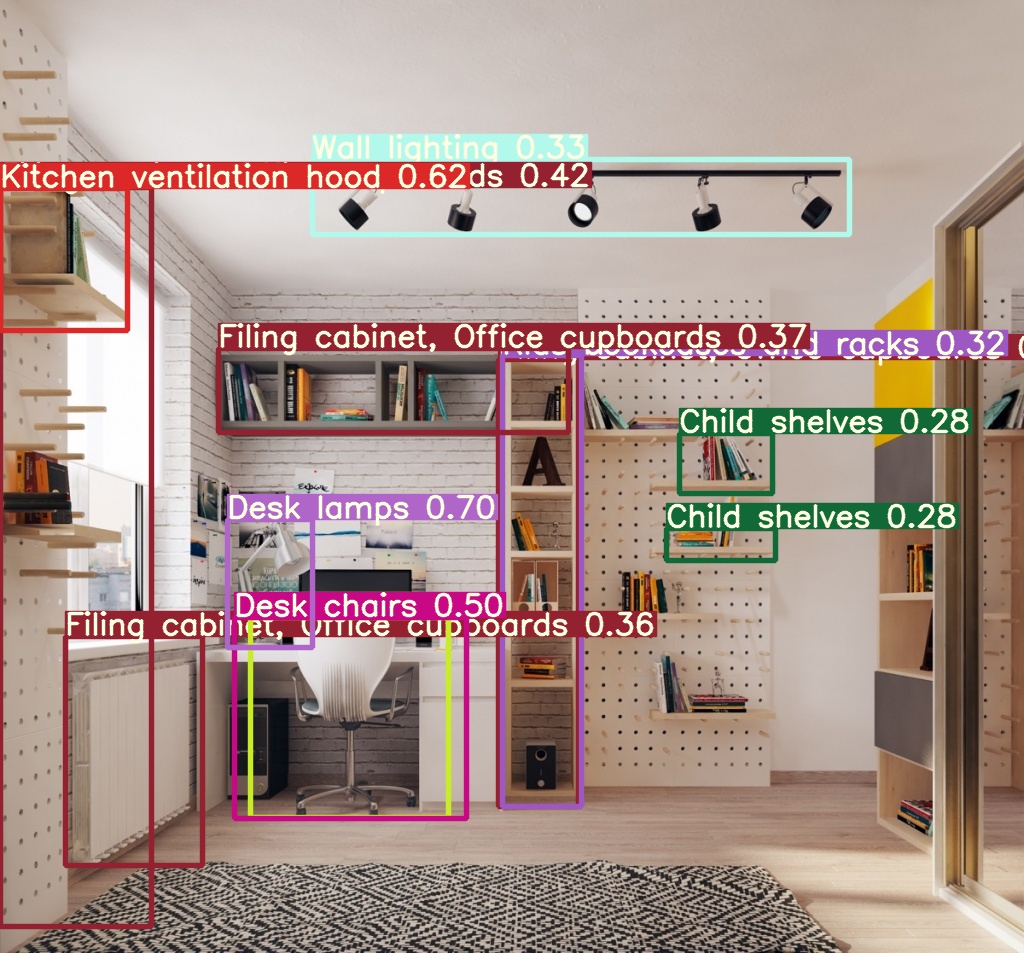 Wall lighting 0.33
Kitchen ventilation hood 0.62ds 0.42
Filing cabinet, Office cupboards 0.37
and racks 0.32
Child shelves 0.28
A
Desk lamps 0.70
Child shelves 0.28
Desk chairs 0.50
Filing cabinet, Office cupboards 0.36